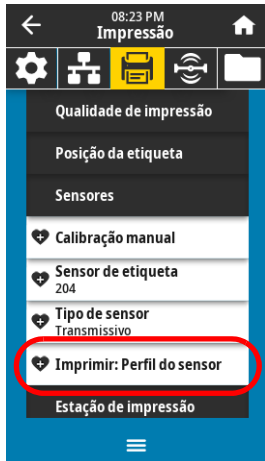 08:23 PM
Impressão
Qualidade de impressão
Posição da etiqueta
Sensores
Calibração manual
Sensor de etiqueta
204
Tipo de sensor
Transmissivo
Imprimir: Perfil do sensor
Estação de impressão